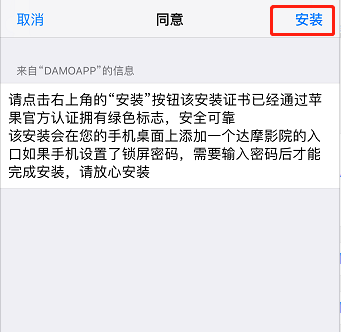 取消 同意 安装
来自“DAMOAPP”的信息
请点击右上角的“安装”按钮该安装证书已经通过苹
果官方认证拥有绿色标志，安全可靠
该安装会在您的手机桌面上添加一个达摩影院的入
口如果手机设置了锁屏密码，需要输入密码后才能
完成安装，请放心安装